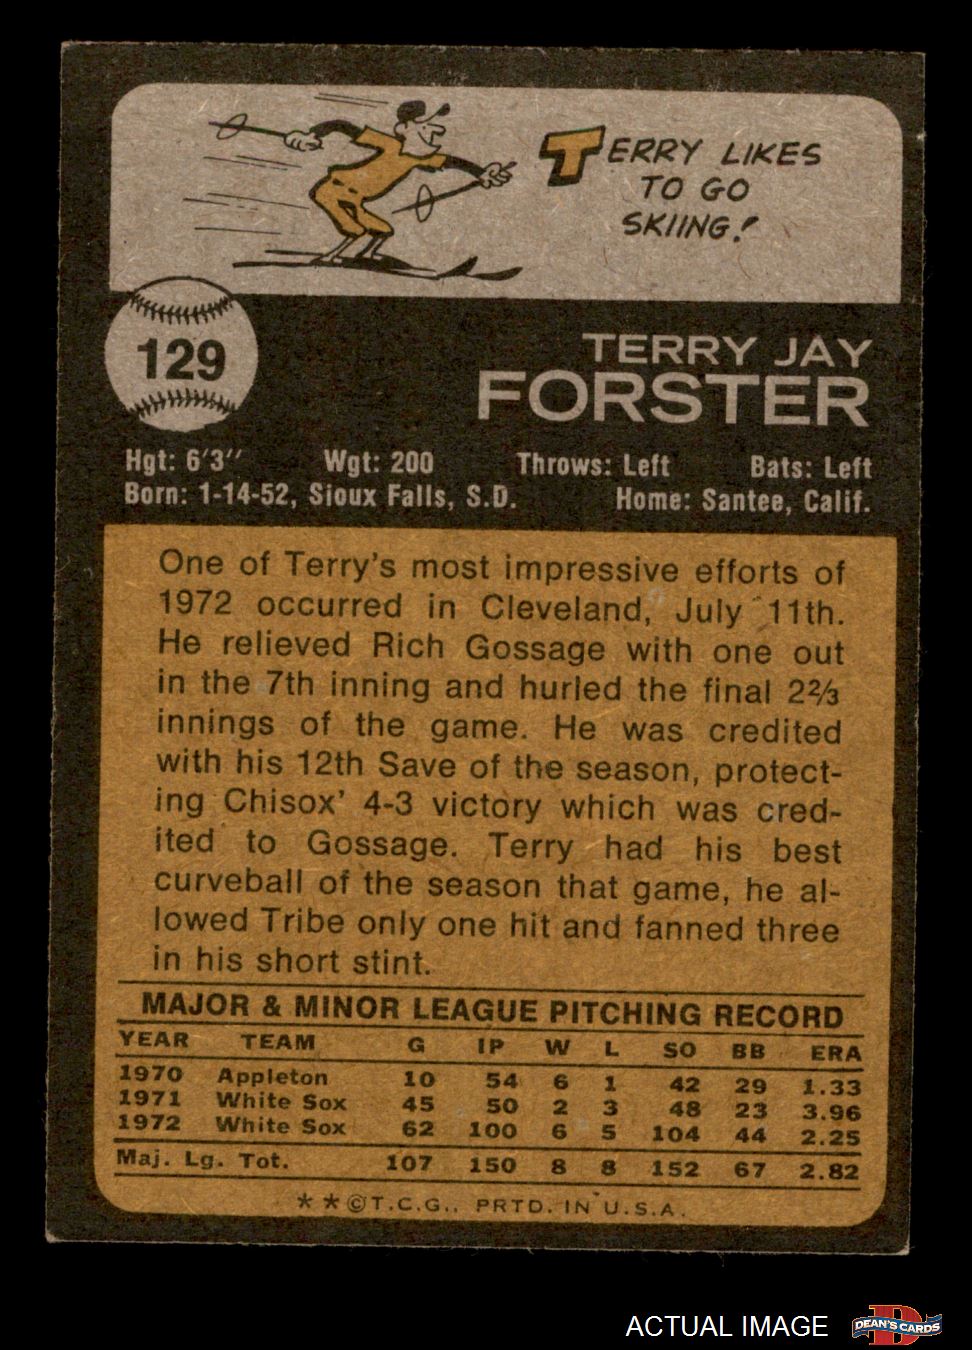 TERRY LIKES
TO GO
SKIING!
129
TERRY JAY
FORSTER
Hgt: 6'3" Wgt: 200 Throws: Left Bats: Left
Born: 1-14-52, Sioux Falls, S.D. Home: Santee, Calif.
One of Terry's most impressive efforts of
1972 occurred in Cleveland, July 11th.
He relieved Rich Gossage with one out
in the 7th inning and hurled the final 2⅔
innings of the game. He was credited
with his 12th Save of the season, protect-
ing Chisox' 4-3 victory which was cred-
ited to Gossage. Terry had his best
curveball of the season that game, he al-
lowed Tribe only one hit and fanned three
in his short stint.
MAJOR & MINOR LEAGUE PITCHING RECORD
YEAR TEAM G IP W L SO BB ERA
1970 Appleton 10 54 6 1 42 29 1.33
1971 White Sox 45 50 2 3 48 23 3.96
1972 White Sox 62 100 6 5 104 44 2.25
Maj. Lg. Tot. 107 150 8 8 152 67 2.82
**©T.C.G.. PRTD. IN U.S.A.
ACTUAL IMAGE
D
DEAN'S CARDS